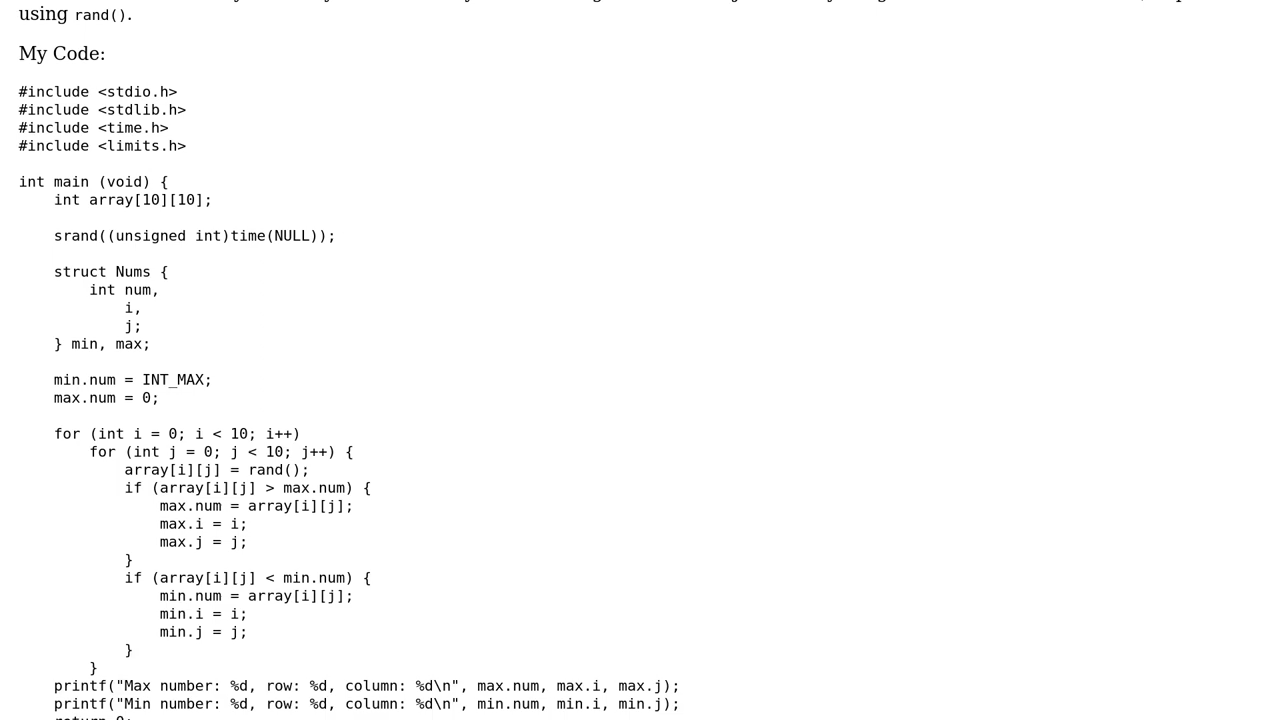 using rand().
My Code:
#include <stdio.h>
#include <stdlib.h>
#include <time.h>
#include <limits.h>
int main (void) {
    int array[10][10];
    srand((unsigned int)time(NULL));
    struct Nums {
        int num,
            i,
            j;
    } min, max;
    min.num = INT_MAX;
    max.num = 0;
    for (int i = 0; i < 10; i++)
        for (int j = 0; j < 10; j++) {
            array[i][j] = rand();
            if (array[i][j] > max.num) {
                max.num = array[i][j];
                max.i = i;
                max.j = j;
            }
            if (array[i][j] < min.num) {
                min.num = array[i][j];
                min.i = i;
                min.j = j;
            }
        }
    printf("Max number: %d, row: %d, column: %d\n", max.num, max.i, max.j);
    printf("Min number: %d, row: %d, column: %d\n", min.num, min.i, min.j);
    return 0;